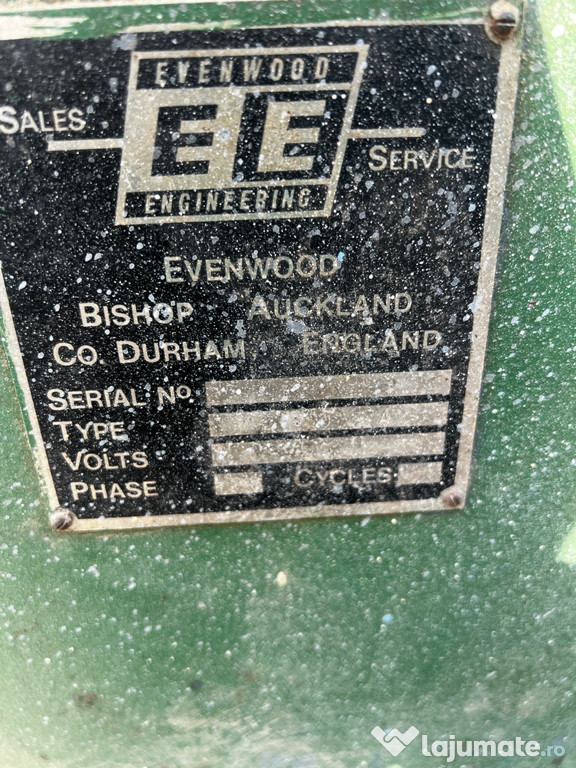 EVENWOOD
EE
ENGINEERING
SALES
SERVICE
EVENWOOD
BISHOP AUCKLAND
CO. DURHAM ENGLAND
SERIAL NO
TYPE
VOLTS
PHASE CYCLES
lajumate.ro